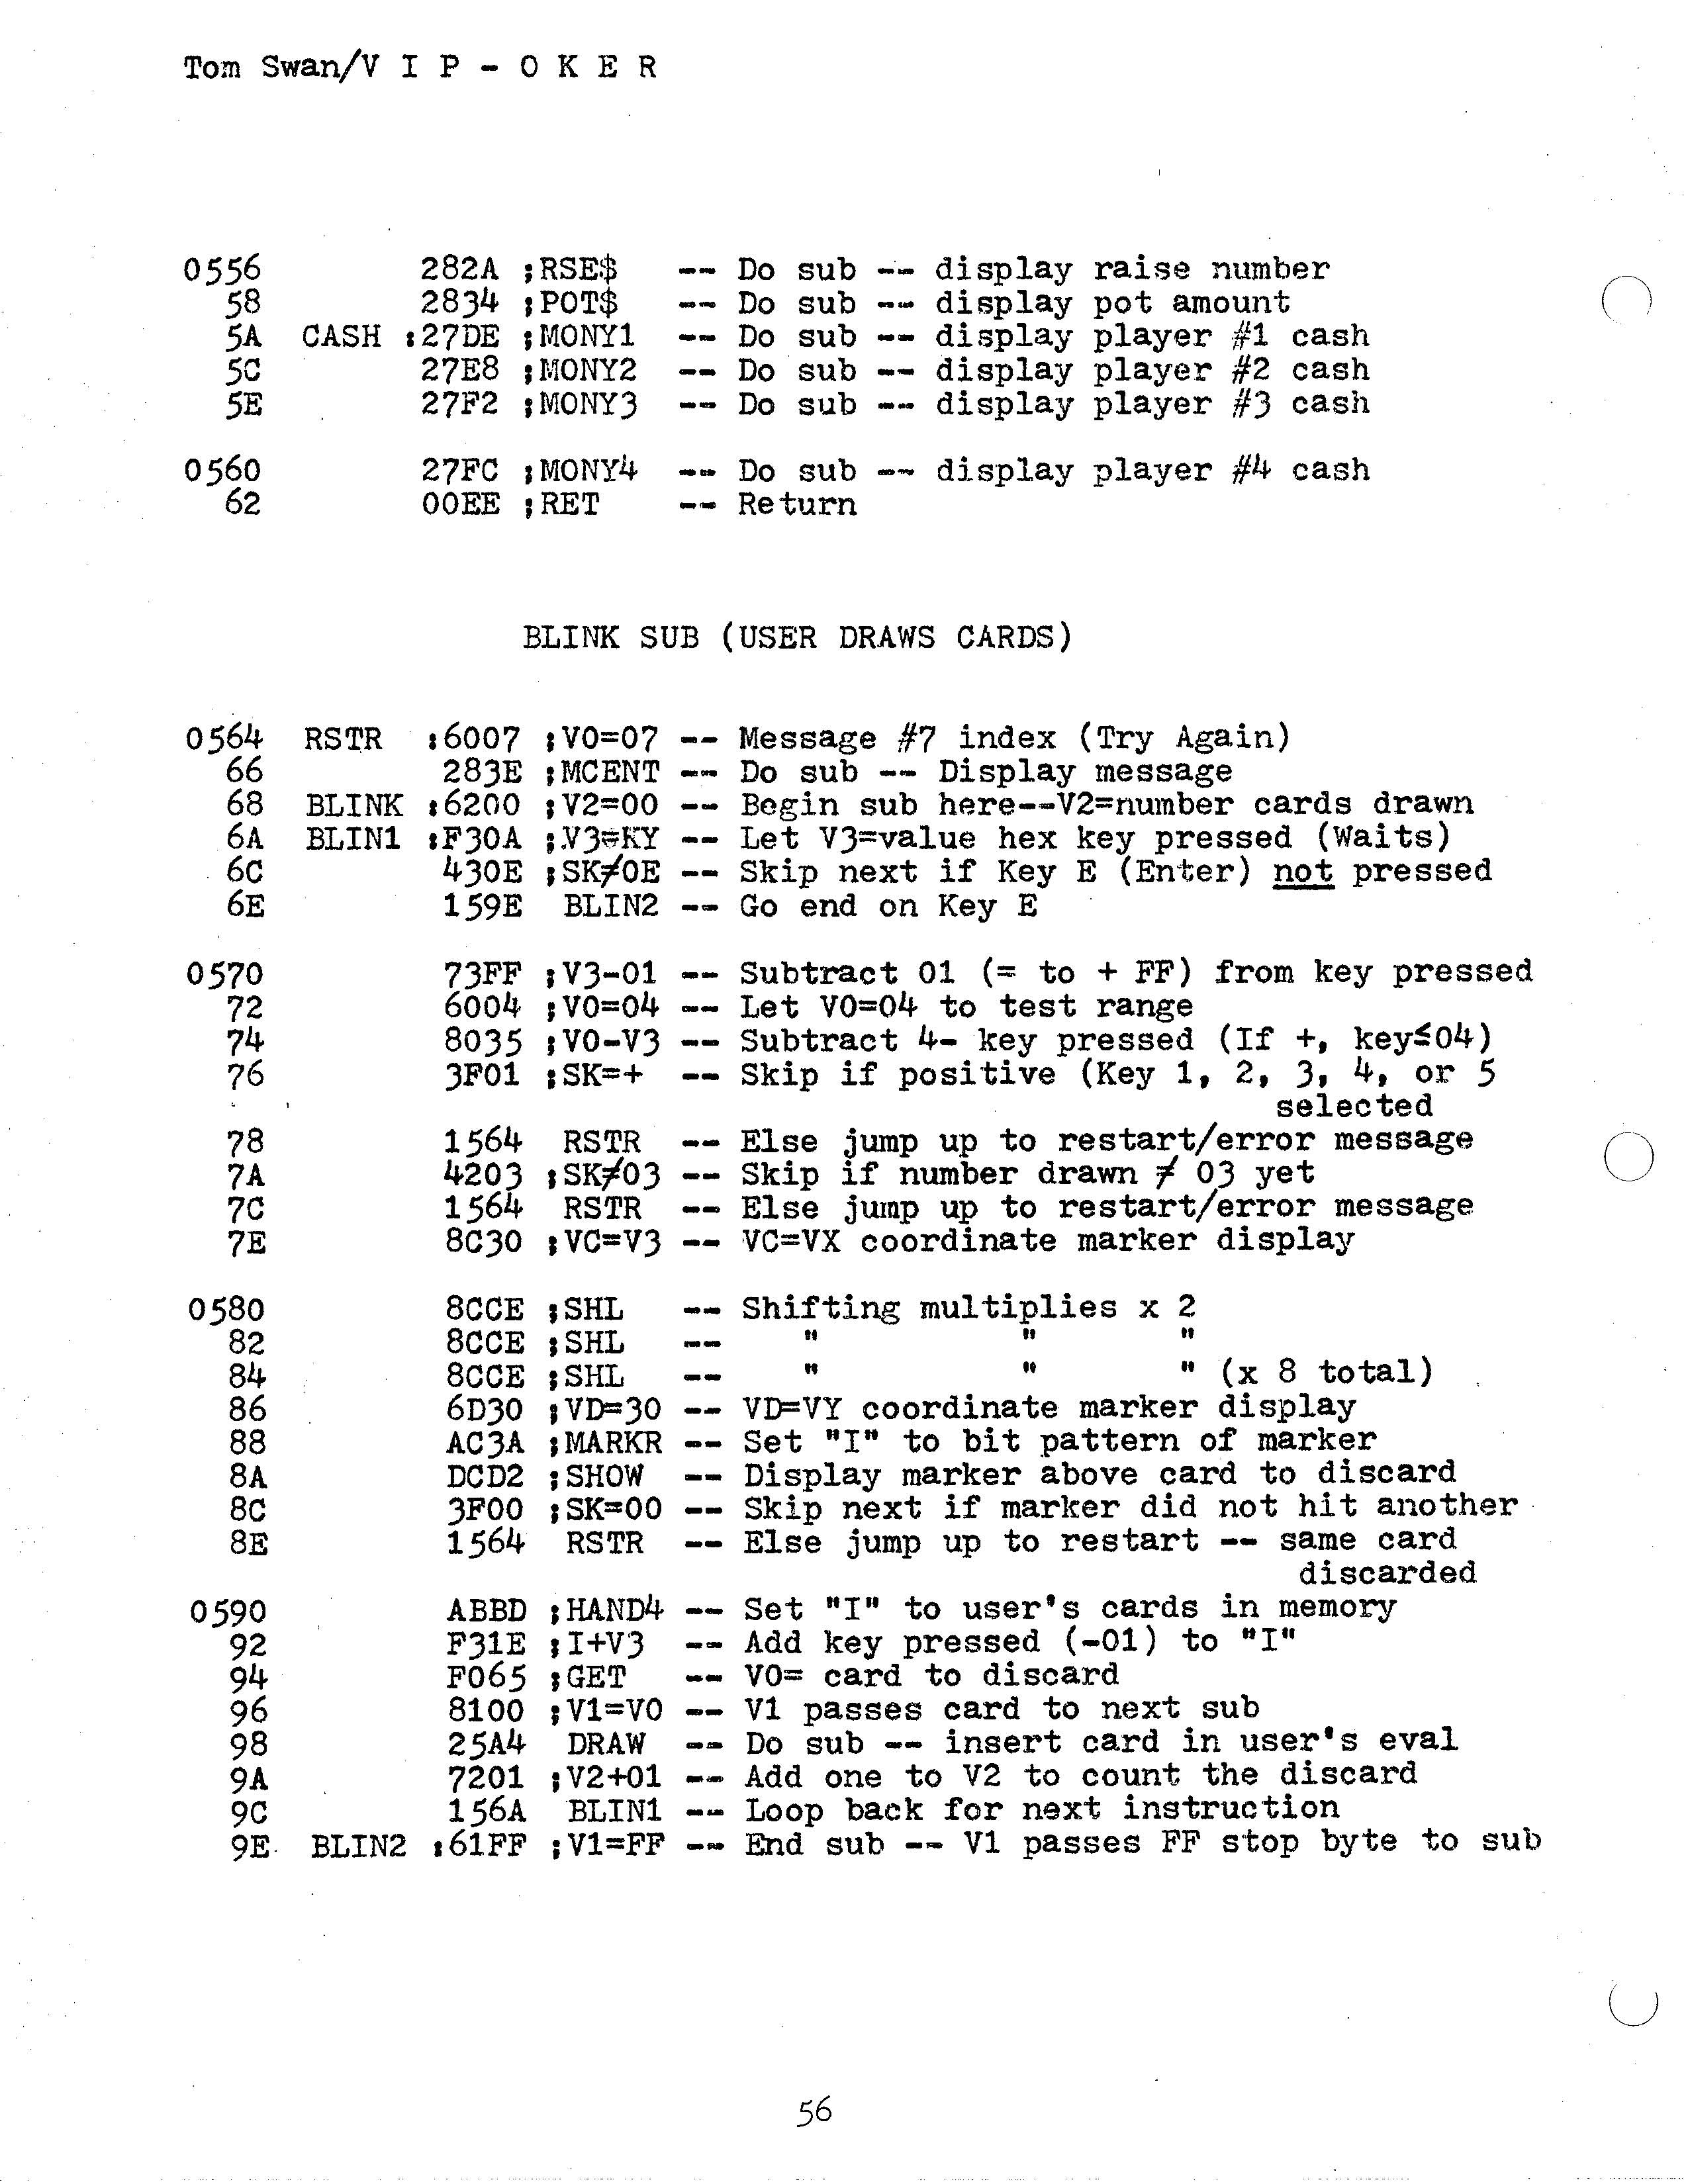 Tom Swan/V I P - O K E R
0556 282A ;RSE$ -- Do sub -- display raise number
58 2834 ;POT$ -- Do sub -- display pot amount
5A CASH :27DE ;MONY1 -- Do sub -- display player #1 cash
5C 27E8 ;MONY2 -- Do sub -- display player #2 cash
5E 27F2 ;MONY3 -- Do sub -- display player #3 cash
0560 27FC ;MONY4 -- Do sub -- display player #4 cash
62 00EE ;RET -- Return
BLINK SUB (USER DRAWS CARDS)
0564 RSTR :6007 ;V0=07 -- Message #7 index (Try Again)
66 283E ;MCENT -- Do sub -- Display message
68 BLINK :6200 ;V2=00 -- Begin sub here--V2=number cards drawn
6A BLIN1 :F30A ;V3=KY -- Let V3=value hex key pressed (Waits)
6C 430E ;SK≠0E -- Skip next if Key E (Enter) not pressed
6E 159E BLIN2 -- Go end on Key E
0570 73FF ;V3-01 -- Subtract 01 (= to + FF) from key pressed
72 6004 ;V0=04 -- Let V0=04 to test range
74 8035 ;V0-V3 -- Subtract 4- key pressed (If +, key≤04)
76 3F01 ;SK=+ -- Skip if positive (Key 1, 2, 3, 4, or 5
selected
78 1564 RSTR -- Else jump up to restart/error message
7A 4203 ;SK≠03 -- Skip if number drawn ≠ 03 yet
7C 1564 RSTR -- Else jump up to restart/error message
7E 8C30 ;VC=V3 -- VC=VX coordinate marker display
0580 8CCE ;SHL -- Shifting multiplies x 2
82 8CCE ;SHL -- " " "
84 8CCE ;SHL -- " " " (x 8 total)
86 6D30 ;VD=30 -- VD=VY coordinate marker display
88 AC3A ;MARKR -- Set "I" to bit pattern of marker
8A DCD2 ;SHOW -- Display marker above card to discard
8C 3F00 ;SK=00 -- Skip next if marker did not hit another
8E 1564 RSTR -- Else jump up to restart -- same card
discarded
0590 ABBD ;HAND4 -- Set "I" to user's cards in memory
92 F31E ;I+V3 -- Add key pressed (-01) to "I"
94 F065 ;GET -- V0= card to discard
96 8100 ;V1=V0 -- V1 passes card to next sub
98 25A4 DRAW -- Do sub -- insert card in user's eval
9A 7201 ;V2+01 -- Add one to V2 to count the discard
9C 156A BLIN1 -- Loop back for next instruction
9E BLIN2 :61FF ;V1=FF -- End sub -- V1 passes FF stop byte to sub
56